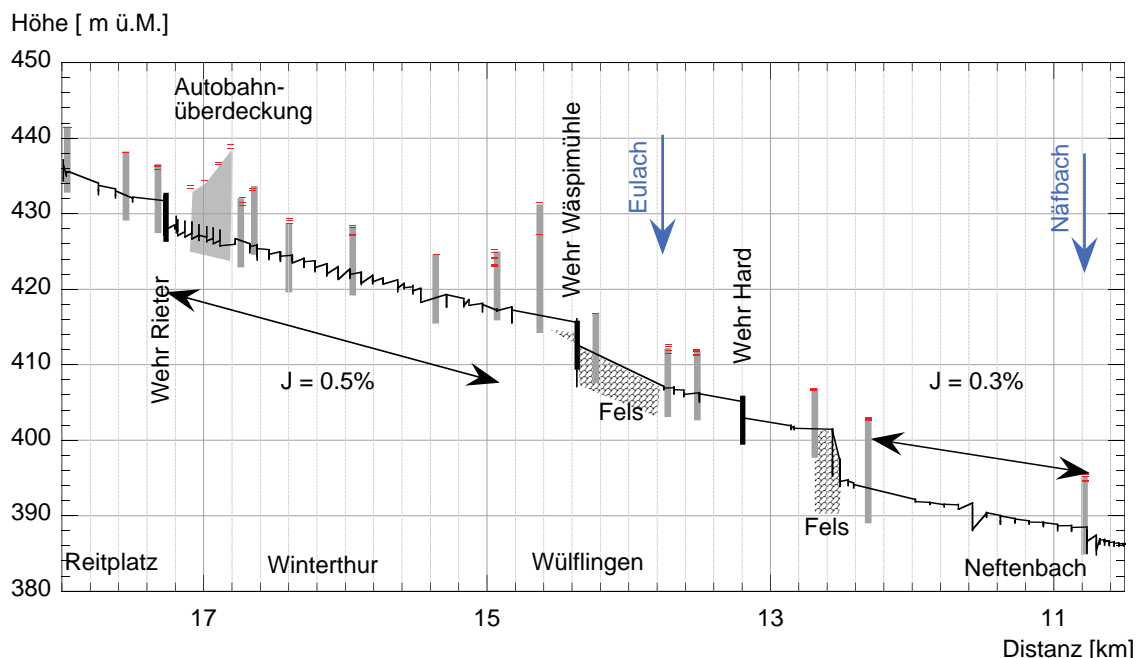 Höhe [ m ü.M.]
450
440
430
420
410
400
390
380
Autobahn-
überdeckung
Wehr Rieter
J = 0.5%
Wehr Wäspimühle
Eulach
Fels
Wehr Hard
J = 0.3%
Näfbach
Fels
Reitplatz
Winterthur
Wülflingen
Neftenbach
17
15
13
11
Distanz [km]